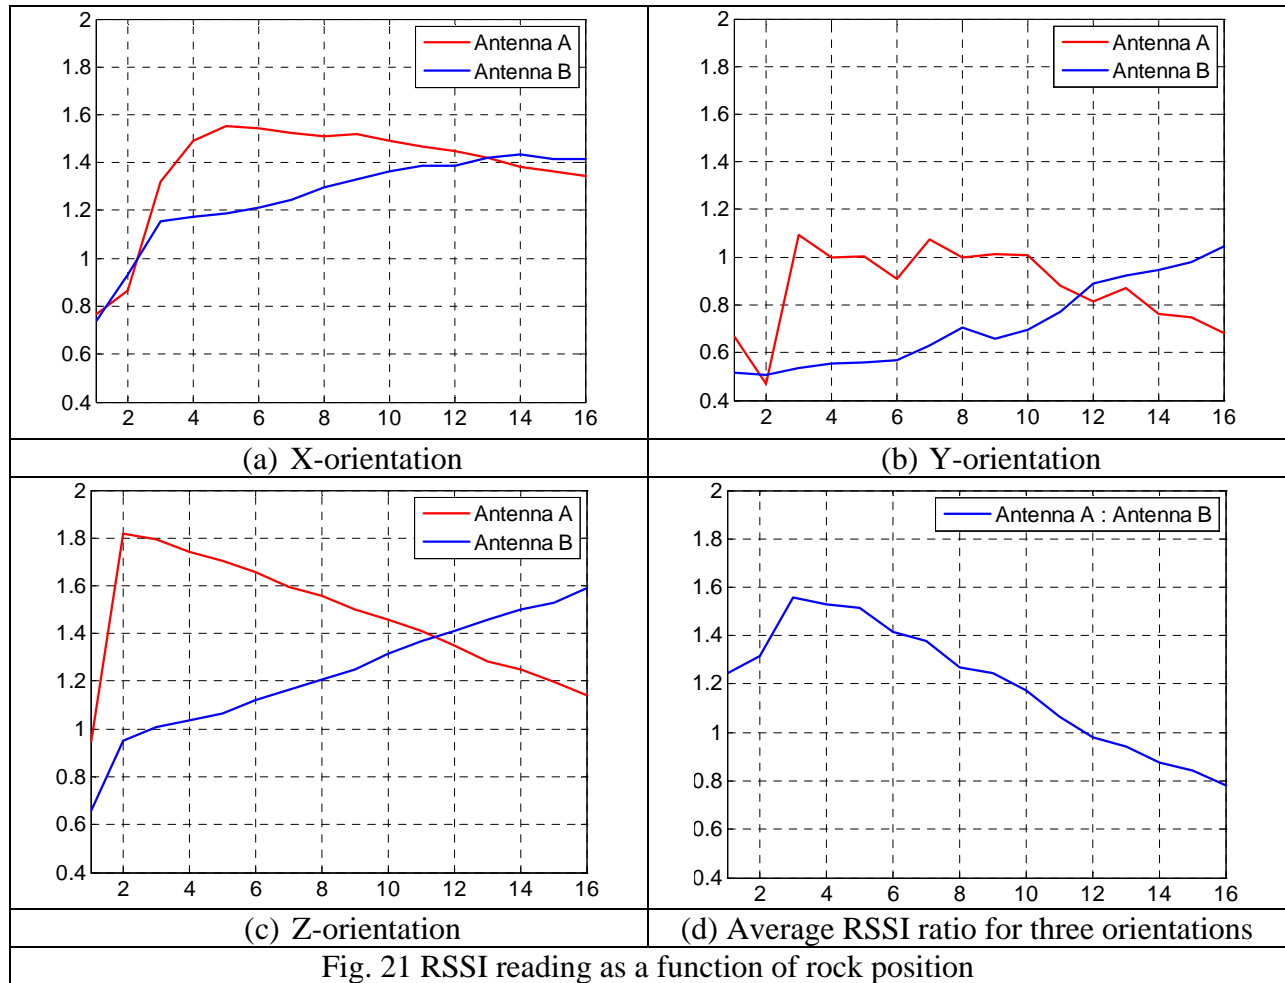 2
1.8
1.6
1.4
1.2
1
0.8
0.6
0.4
2 4 6 8 10 12 14 16
Antenna A
Antenna B
(a) X-orientation
2
1.8
1.6
1.4
1.2
1
0.8
0.6
0.4
2 4 6 8 10 12 14 16
Antenna A
Antenna B
(b) Y-orientation
2
1.8
1.6
1.4
1.2
1
0.8
0.6
0.4
2 4 6 8 10 12 14 16
Antenna A
Antenna B
(c) Z-orientation
2
1.8
1.6
1.4
1.2
1
0.8
0.6
0.4
2 4 6 8 10 12 14 16
Antenna A : Antenna B
(d) Average RSSI ratio for three orientations
Fig. 21 RSSI reading as a function of rock position